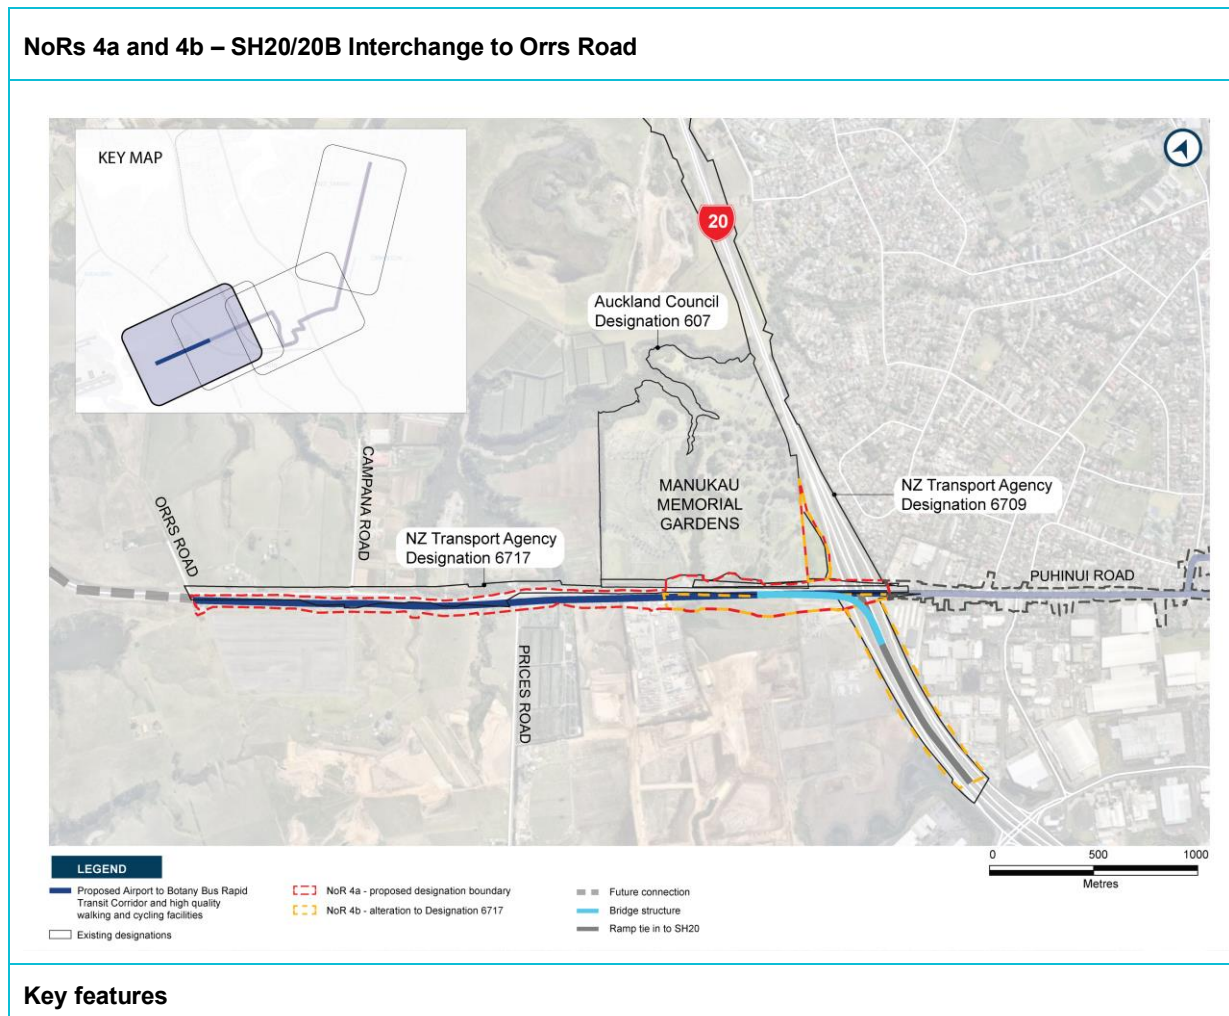 NoRs 4a and 4b – SH20/20B Interchange to Orrs Road
KEY MAP
20
Auckland Council
Designation 607
CAMPANA ROAD
MANUKAU
MEMORIAL
GARDENS
NZ Transport Agency
Designation 6709
ORRS ROAD
NZ Transport Agency
Designation 6717
PUHINUI ROAD
PRICES ROAD
LEGEND
Proposed Airport to Botany Bus Rapid
Transit Corridor and high quality
walking and cycling facilities
Existing designations
NoR 4a - proposed designation boundary
NoR 4b - alteration to Designation 6717
Future connection
Bridge structure
Ramp tie in to SH20
0 500 1000
Metres
Key features